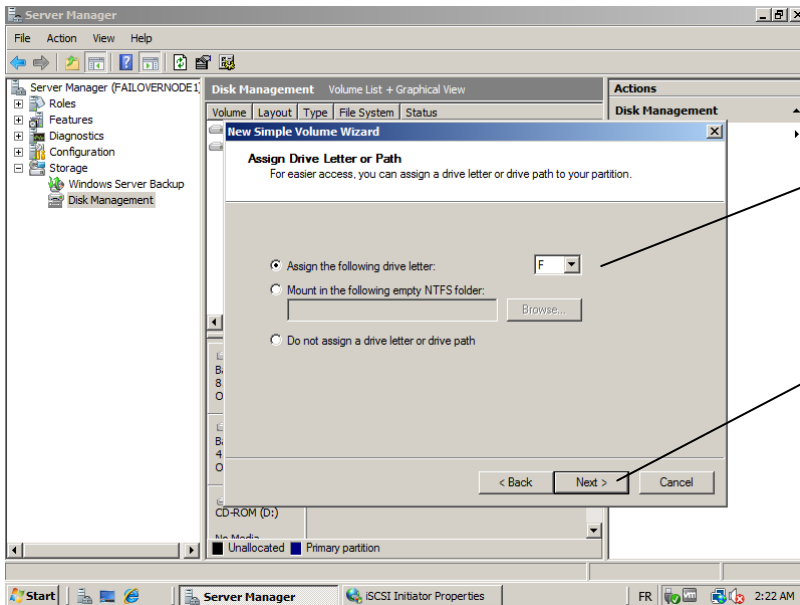 Server Manager
File Action View Help
Server Manager (FAILOVERNODE1
Roles
Features
Diagnostics
Configuration
Storage
Windows Server Backup
Disk Management
Disk Management Volume List + Graphical View
Volume Layout Type File System Status
Actions
Disk Management
New Simple Volume Wizard
Assign Drive Letter or Path
For easier access, you can assign a drive letter or drive path to your partition.
Assign the following drive letter: F
Mount in the following empty NTFS folder:
Browse...
Do not assign a drive letter or drive path
8
4
< Back Next > Cancel
CD-ROM (D:)
No Media
Unallocated Primary partition
Start Server Manager iSCSI Initiator Properties FR 2:22 AM